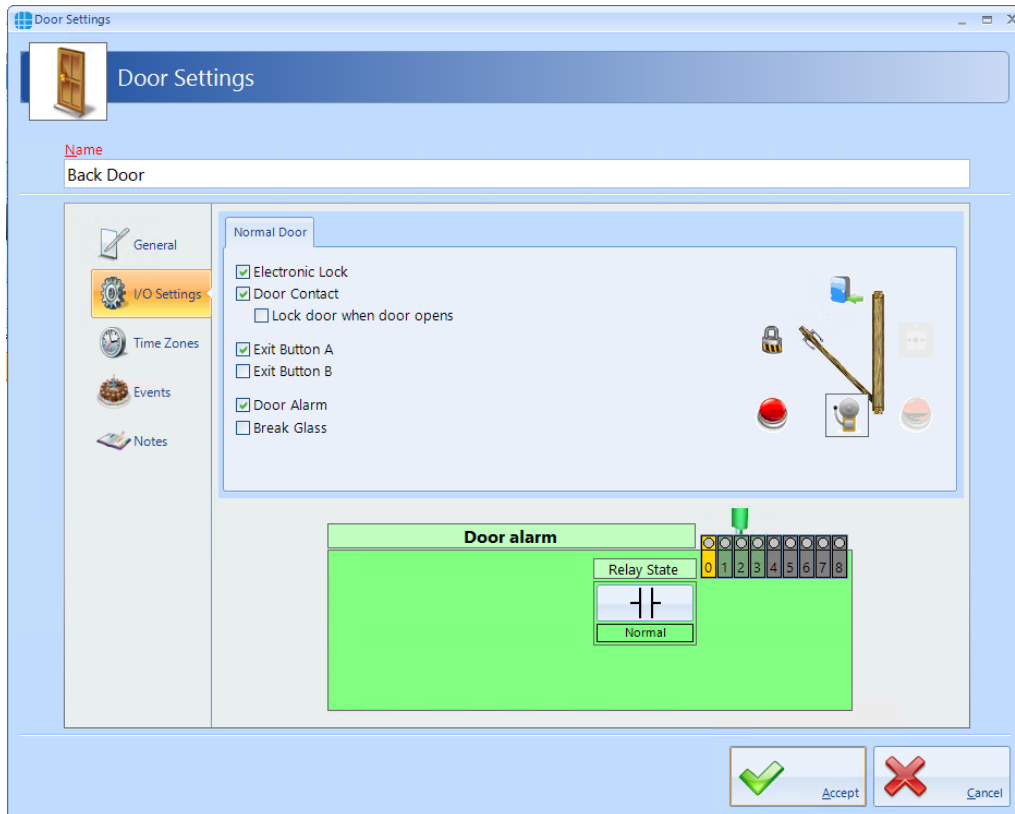 Door Settings
Door Settings
Name
Back Door
General
I/O Settings
Time Zones
Events
Notes
Normal Door
Electronic Lock
Door Contact
Lock door when door opens
Exit Button A
Exit Button B
Door Alarm
Break Glass
Door alarm
Relay State
Normal
0 1 2 3 4 5 6 7 8
Accept
Cancel